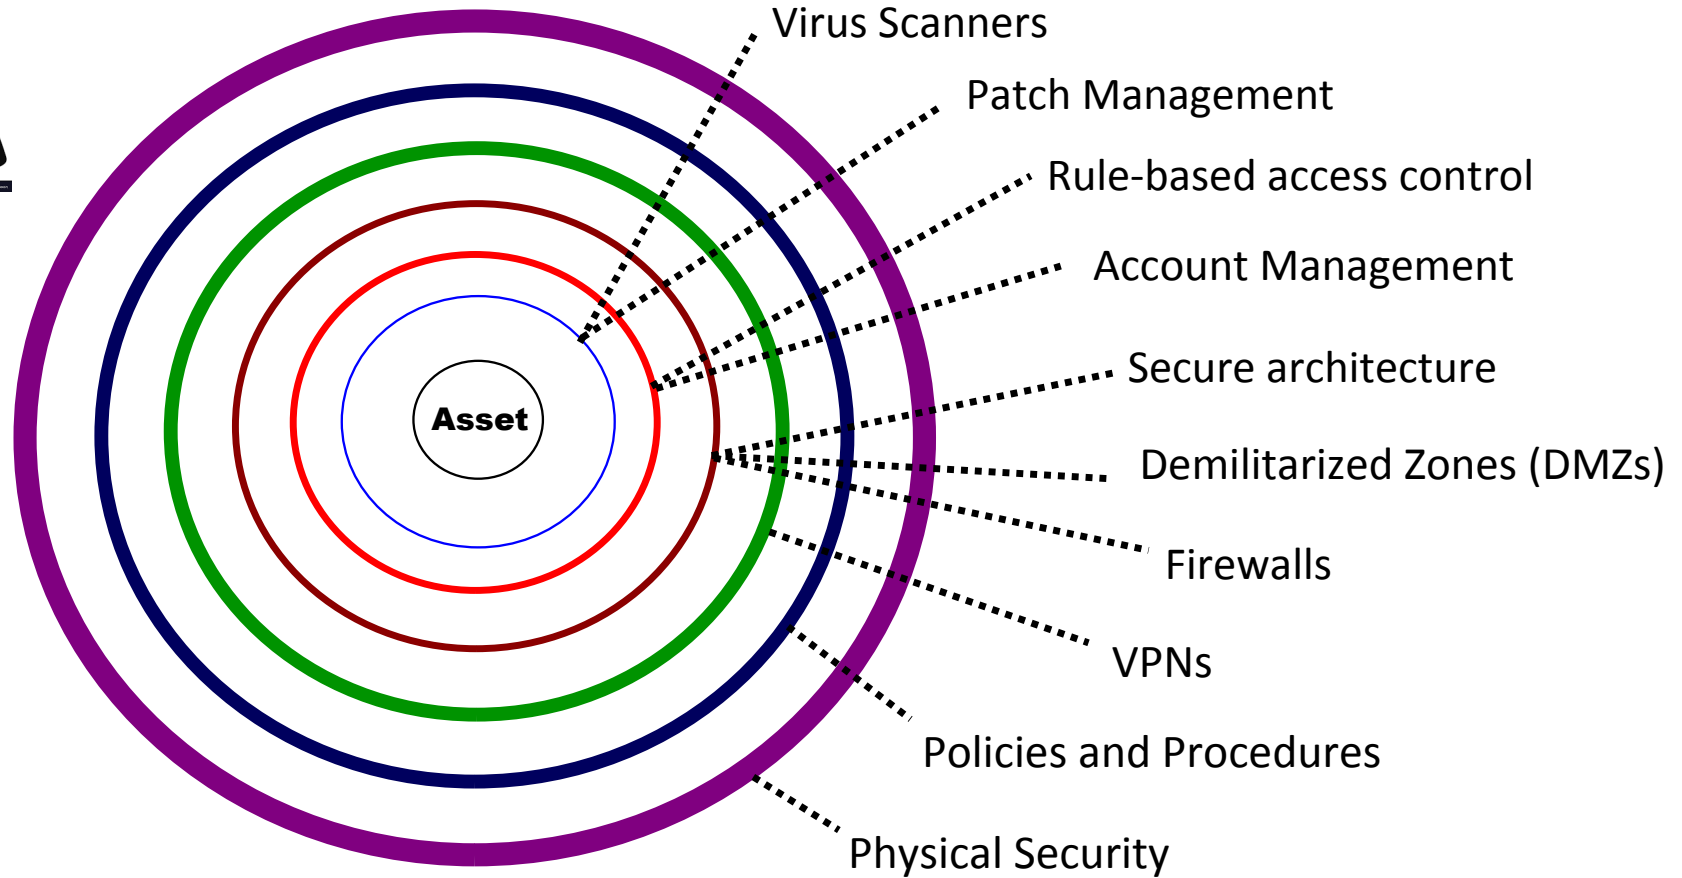 Virus Scanners
Patch Management
Rule-based access control
Account Management
Secure architecture
Asset
Demilitarized Zones (DMZs)
Firewalls
VPNs
Policies and Procedures
Physical Security